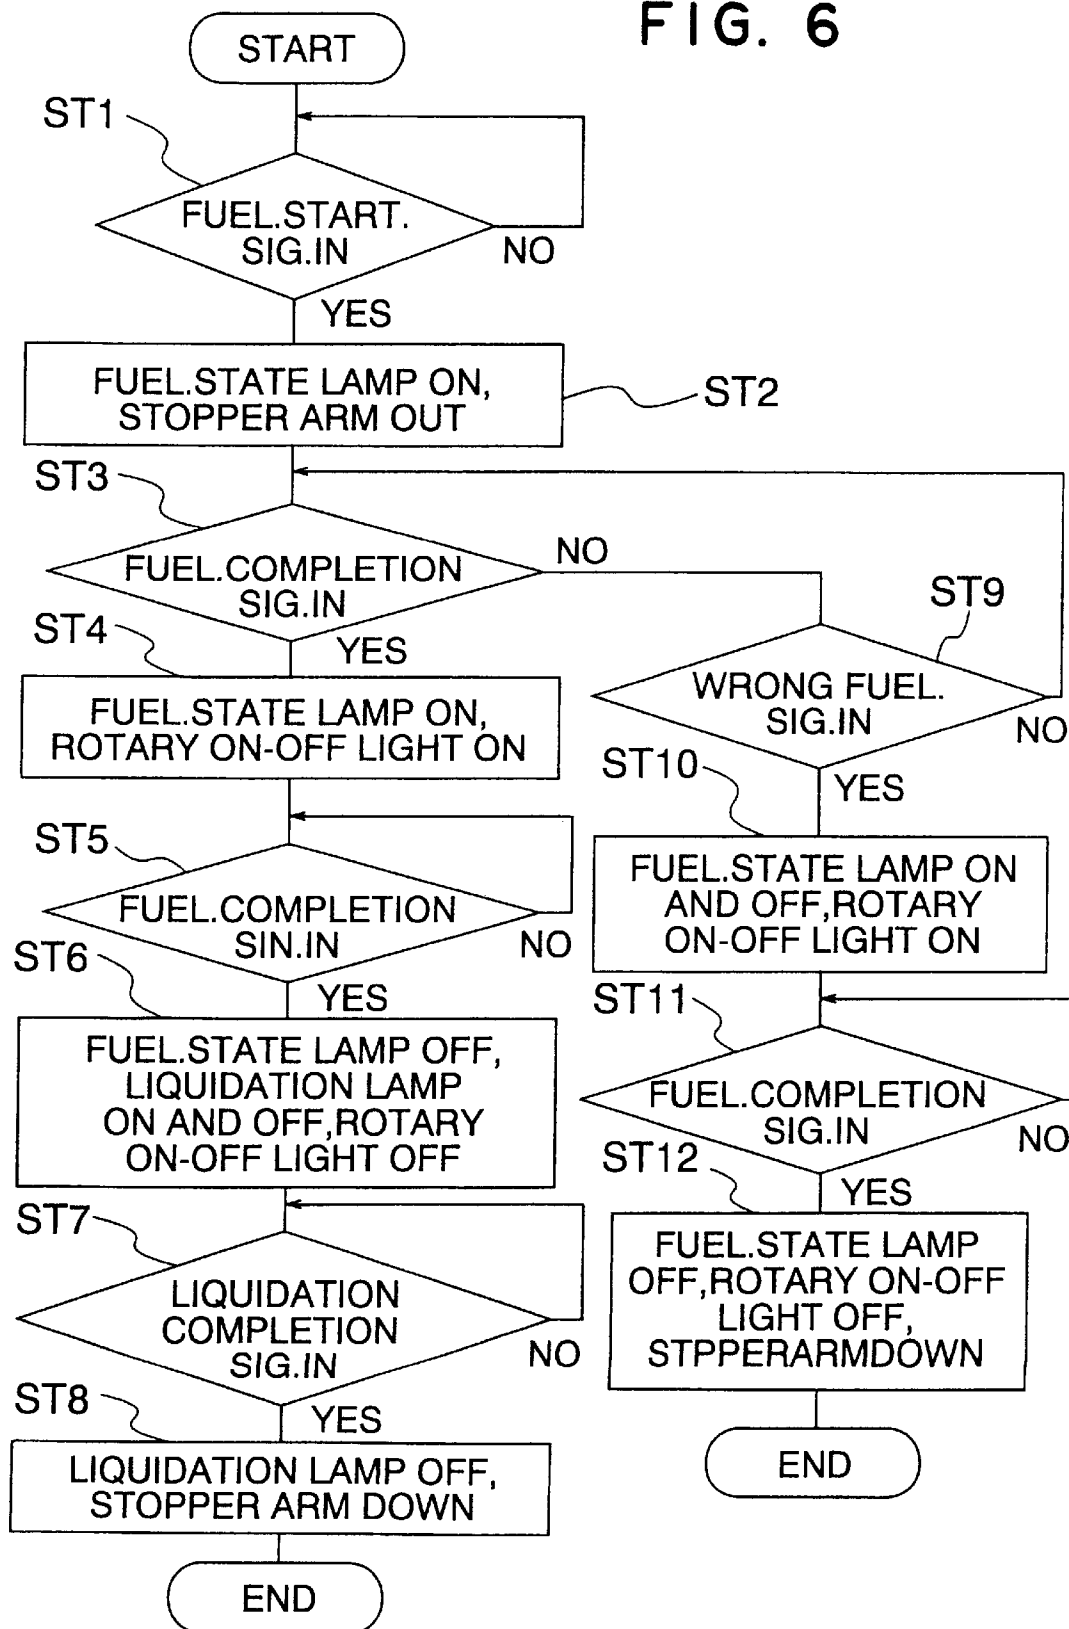 FIG. 6
START
ST1
FUEL.START.
SIG.IN
NO
YES
FUEL.STATE LAMP ON,
STOPPER ARM OUT
ST2
ST3
FUEL.COMPLETION
SIG.IN
NO
YES
ST4
FUEL.STATE LAMP ON,
ROTARY ON-OFF LIGHT ON
ST5
FUEL.COMPLETION
SIN.IN
NO
YES
ST6
FUEL.STATE LAMP OFF,
LIQUIDATION LAMP
ON AND OFF,ROTARY
ON-OFF LIGHT OFF
ST7
LIQUIDATION
COMPLETION
SIG.IN
NO
YES
ST8
LIQUIDATION LAMP OFF,
STOPPER ARM DOWN
END
ST9
WRONG FUEL.
SIG.IN
NO
YES
ST10
FUEL.STATE LAMP ON
AND OFF,ROTARY
ON-OFF LIGHT ON
ST11
FUEL.COMPLETION
SIG.IN
NO
YES
ST12
FUEL.STATE LAMP
OFF,ROTARY ON-OFF
LIGHT OFF,
STPPERARMDOWN
END